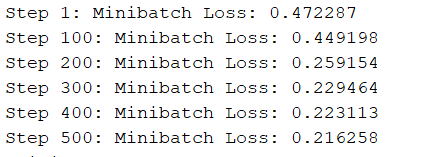 Step 1: Minibatch Loss: 0.472287
Step 100: Minibatch Loss: 0.449198
Step 200: Minibatch Loss: 0.259154
Step 300: Minibatch Loss: 0.229464
Step 400: Minibatch Loss: 0.223113
Step 500: Minibatch Loss: 0.216258